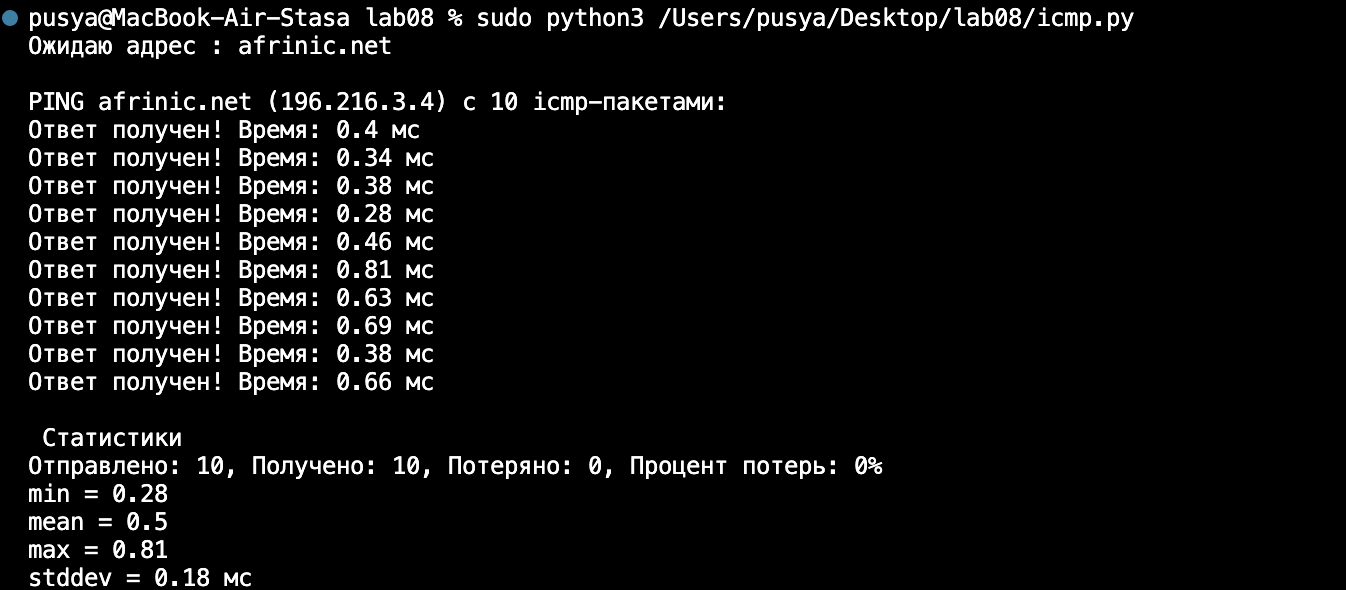 pusya@MacBook-Air-Stasa lab08 % sudo python3 /Users/pusya/Desktop/lab08/icmp.py
Ожидаю адрес : afrinic.net
PING afrinic.net (196.216.3.4) с 10 icmp-пакетами:
Ответ получен! Время: 0.4 мс
Ответ получен! Время: 0.34 мс
Ответ получен! Время: 0.38 мс
Ответ получен! Время: 0.28 мс
Ответ получен! Время: 0.46 мс
Ответ получен! Время: 0.81 мс
Ответ получен! Время: 0.63 мс
Ответ получен! Время: 0.69 мс
Ответ получен! Время: 0.38 мс
Ответ получен! Время: 0.66 мс
Статистики
Отправлено: 10, Получено: 10, Потеряно: 0, Процент потерь: 0%
min = 0.28
mean = 0.5
max = 0.81
stddev = 0.18 мс